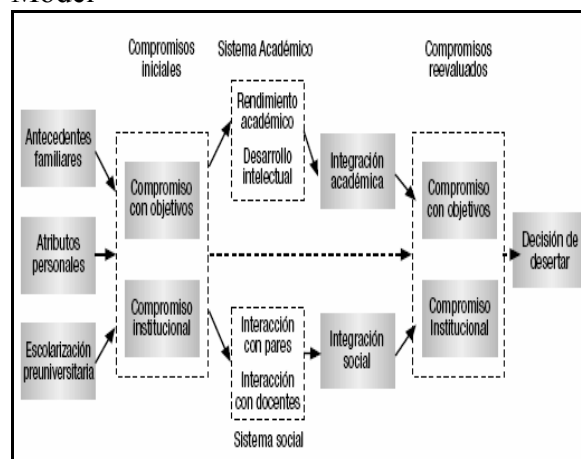 Model
Compromisos
iniciales
Sistema Académico
Compromisos
reevaluados
Antecedentes
familiares
Atributos
personales
Escolarización
preuniversitaria
Compromiso
con objetivos
Compromiso
institucional
Rendimiento
académico
Desarrollo
intelectual
Interacción
con pares
Interacción
con docentes
Sistema social
Integración
académica
Integración
social
Compromiso
con objetivos
Compromiso
Institucional
Decisión de
desertar